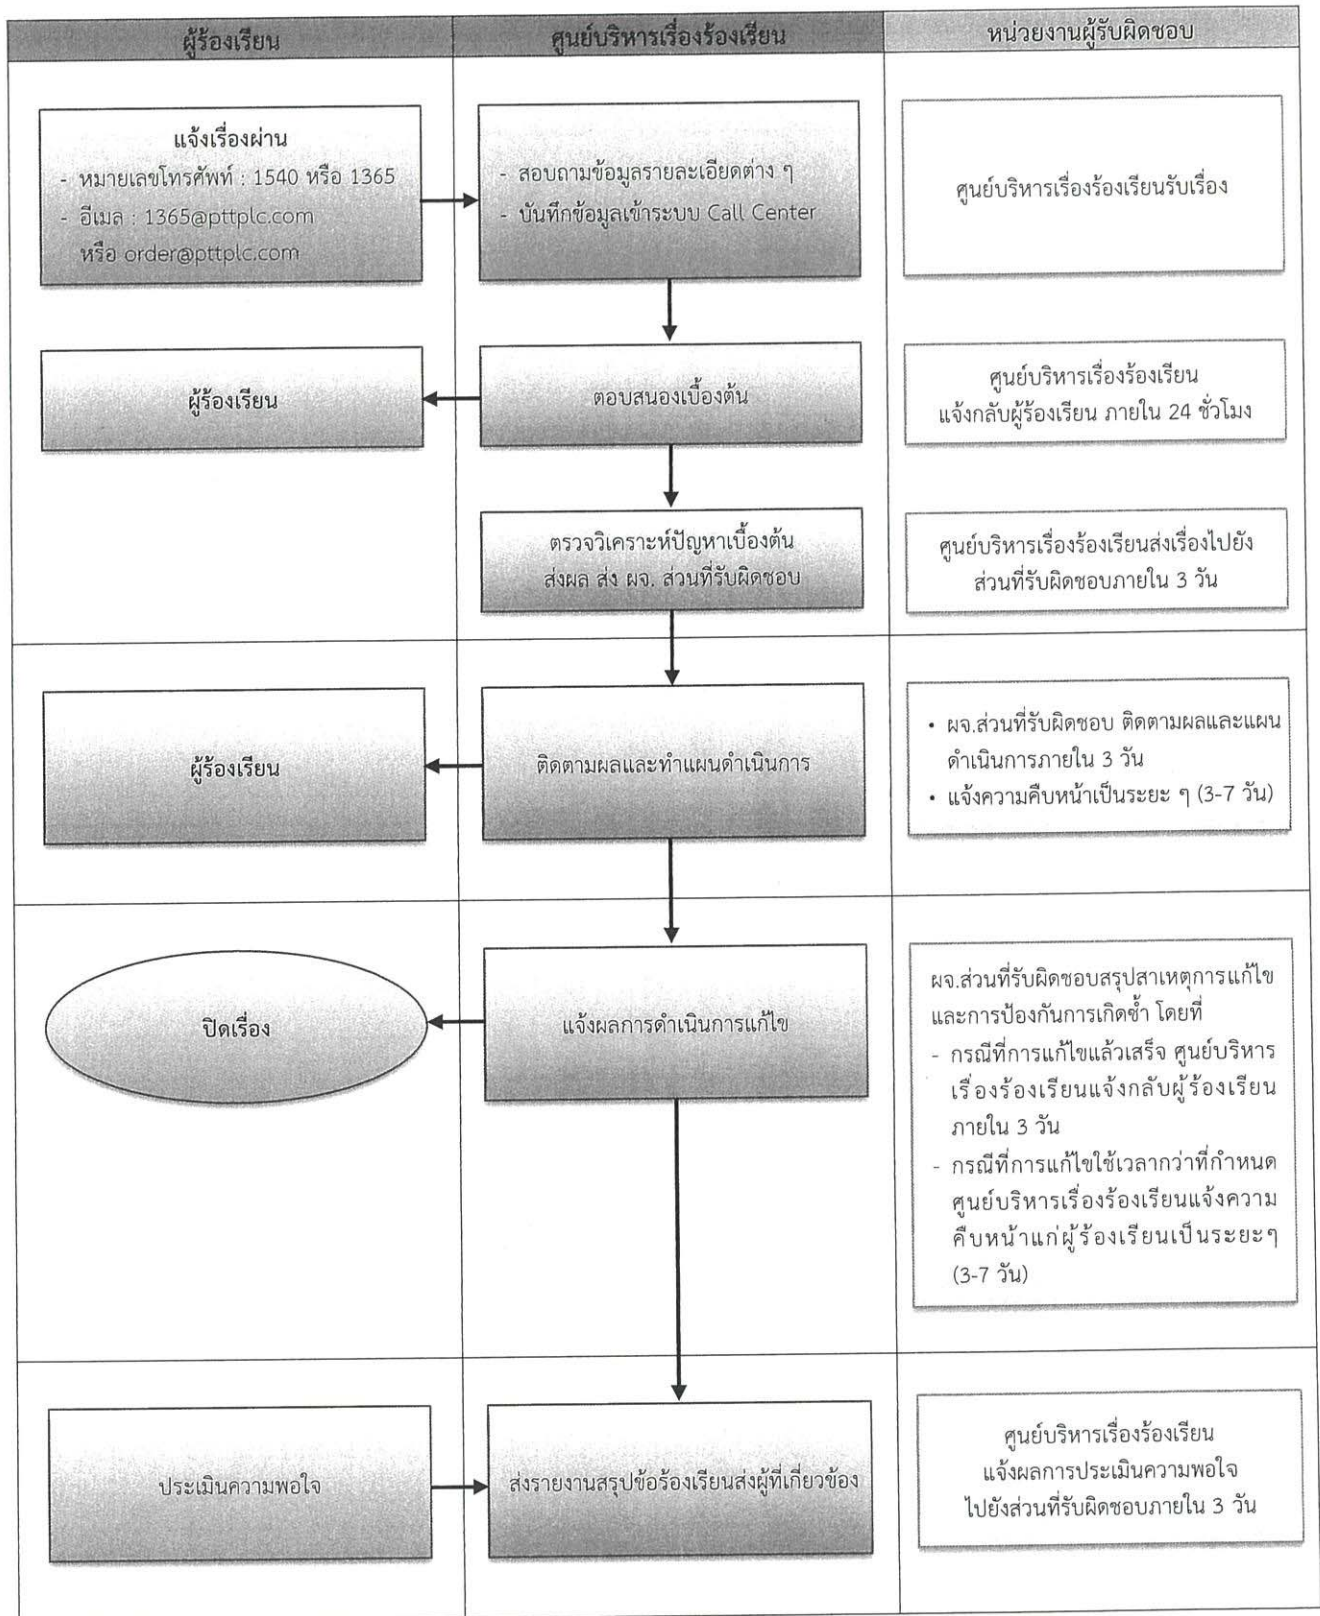 ผู้ร้องเรียน
ศูนย์บริหารเรื่องร้องเรียน
หน่วยงานผู้รับผิดชอบ
แจ้งเรื่องผ่าน
- หมายเลขโทรศัพท์ : 1540 หรือ 1365
- อีเมล : 1365@pttplc.com
หรือ order@pttplc.com
- สอบถามข้อมูลรายละเอียดต่าง ๆ
- บันทึกข้อมูลเข้าระบบ Call Center
ศูนย์บริหารเรื่องร้องเรียนรับเรื่อง
ผู้ร้องเรียน
ตอบสนองเบื้องต้น
ศูนย์บริหารเรื่องร้องเรียน
แจ้งกลับผู้ร้องเรียน ภายใน 24 ชั่วโมง
ตรวจวิเคราะห์ปัญหาเบื้องต้น
ส่งผล ส่ง ผจ. ส่วนที่รับผิดชอบ
ศูนย์บริหารเรื่องร้องเรียนส่งเรื่องไปยัง
ส่วนที่รับผิดชอบภายใน 3 วัน
ผู้ร้องเรียน
ติดตามผลและทำแผนดำเนินการ
• ผจ.ส่วนที่รับผิดชอบ ติดตามผลและแผน
ดำเนินการภายใน 3 วัน
• แจ้งความคืบหน้าเป็นระยะ ๆ (3-7 วัน)
ปิดเรื่อง
แจ้งผลการดำเนินการแก้ไข
ผจ.ส่วนที่รับผิดชอบสรุปสาเหตุการแก้ไข
และการป้องกันการเกิดซ้ำ โดยที่
- กรณีที่การแก้ไขแล้วเสร็จ ศูนย์บริหาร
เรื่องร้องเรียนแจ้งกลับผู้ร้องเรียน
ภายใน 3 วัน
- กรณีที่การแก้ไขใช้เวลากว่าที่กำหนด
ศูนย์บริหารเรื่องร้องเรียนแจ้งความ
คืบหน้าแก่ผู้ร้องเรียนเป็นระยะๆ
(3-7 วัน)
ประเมินความพอใจ
ส่งรายงานสรุปข้อร้องเรียนส่งผู้ที่เกี่ยวข้อง
ศูนย์บริหารเรื่องร้องเรียน
แจ้งผลการประเมินความพอใจ
ไปยังส่วนที่รับผิดชอบภายใน 3 วัน